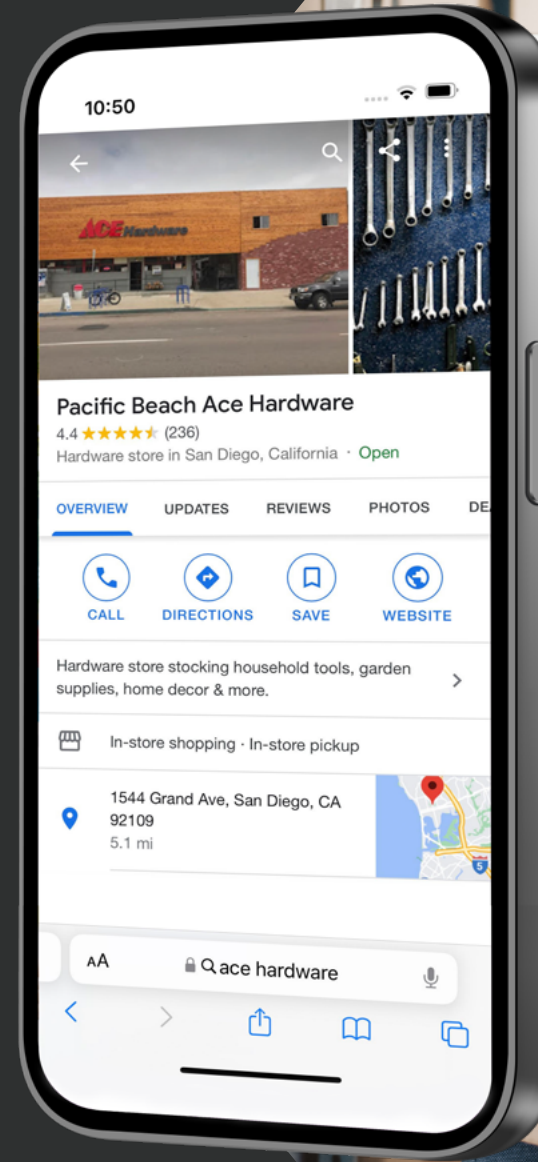 10:50
ACE Hardware
Pacific Beach Ace Hardware
4.4 (236)
Hardware store in San Diego, California · Open
OVERVIEW UPDATES REVIEWS PHOTOS DE
CALL DIRECTIONS SAVE WEBSITE
Hardware store stocking household tools, garden
supplies, home decor & more.
In-store shopping · In-store pickup
1544 Grand Ave, San Diego, CA
92109
5.1 mi
5
AA ace hardware